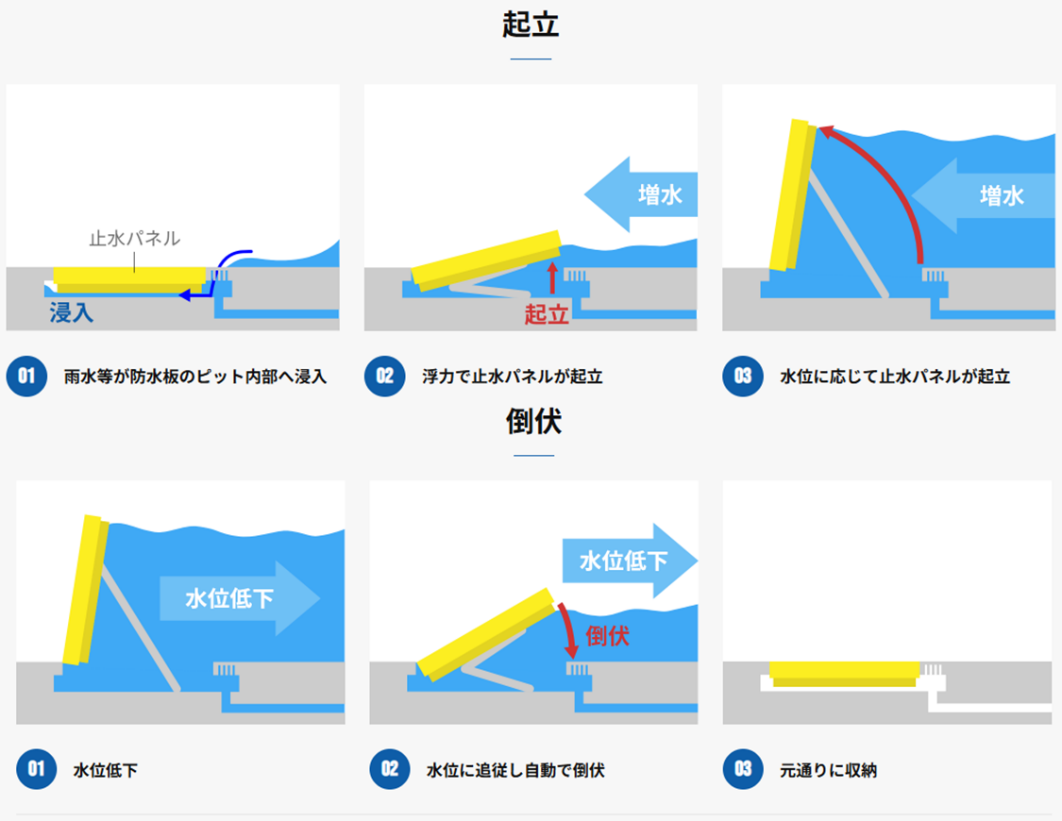 起立
止水パネル
浸入
増水
起立
増水
01 雨水等が防水板のピット内部へ浸入
02 浮力で止水パネルが起立
03 水位に応じて止水パネルが起立
倒伏
水位低下
水位低下
倒伏
01 水位低下
02 水位に追従し自動で倒伏
03 元通りに収納